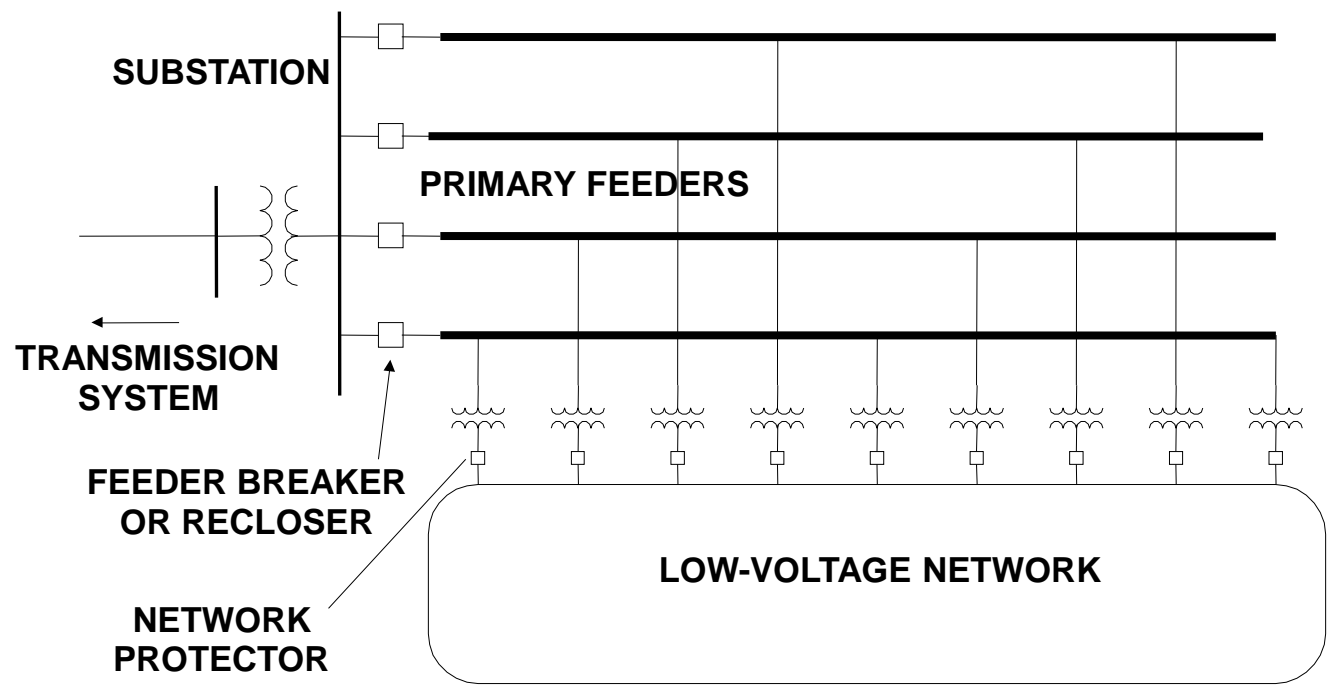 SUBSTATION
PRIMARY FEEDERS
TRANSMISSION
SYSTEM
FEEDER BREAKER
OR RECLOSER
LOW-VOLTAGE NETWORK
NETWORK
PROTECTOR